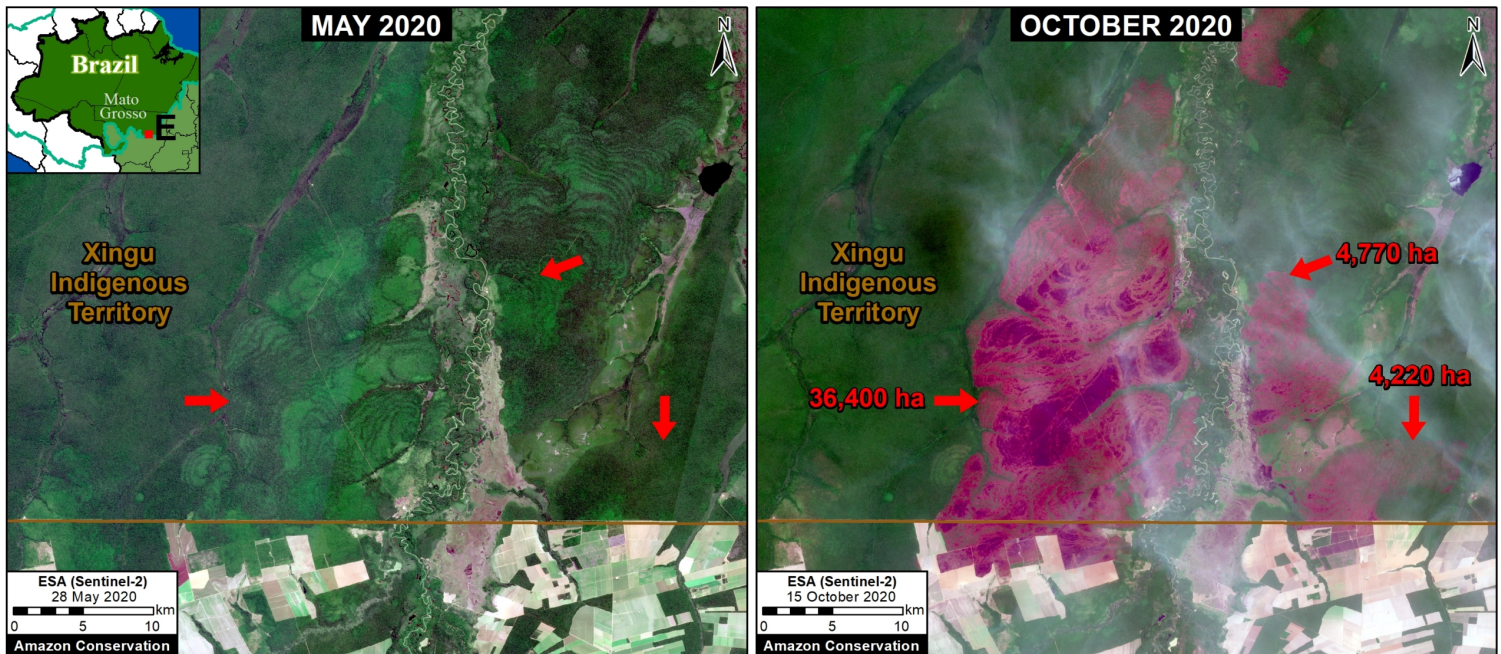 MAY 2020
N
Brazil
Mato
Grosso
E
Xingu
Indigenous
Territory
ESA (Sentinel-2)
28 May 2020
km
0 5 10
Amazon Conservation
OCTOBER 2020
N
Xingu
Indigenous
Territory
4,770 ha
4,220 ha
36,400 ha
ESA (Sentinel-2)
15 October 2020
km
0 5 10
Amazon Conservation